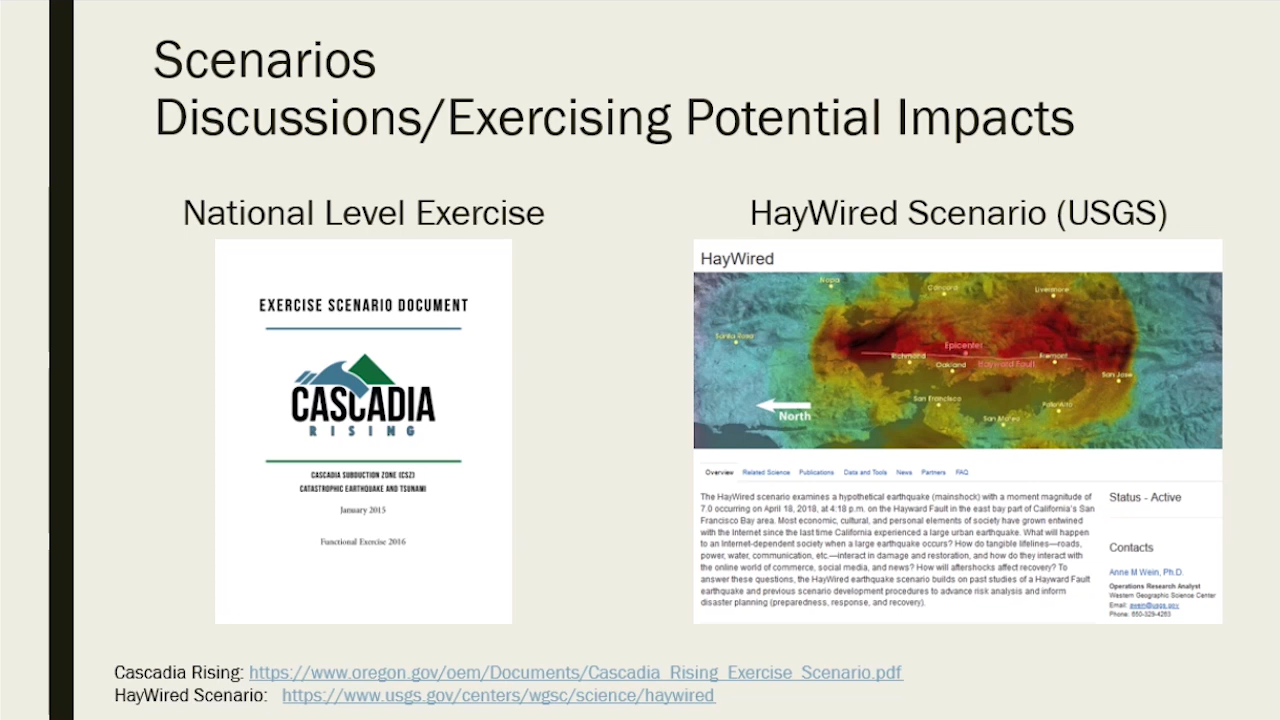 Scenarios
Discussions/Exercising Potential Impacts
National Level Exercise
EXERCISE SCENARIO DOCUMENT
CASCADIA
RISING
CASCADIA SUBDUCTION ZONE (CSZ)
CATASTROPHIC EARTHQUAKE AND TSUNAMI
January 2015
Functional Exercise 2016
HayWired Scenario (USGS)
HayWired
Napa
Concord
Livermore
Santa Rosa
Epicenter
Richmond
Fremont
Oakland
Hayward Fault
San Jose
San Francisco
Palo Alto
North
San Mateo
Overview Related Science Publications Data and Tools News Partners FAQ
The HayWired scenario examines a hypothetical earthquake (mainshock) with a moment magnitude of
7.0 occurring on April 18, 2018, at 4:18 p.m. on the Hayward Fault in the east bay part of California's San
Francisco Bay area. Most economic, cultural, and personal elements of society have grown entwined
with the Internet since the last time California experienced a large urban earthquake. What will happen
to an Internet-dependent society when a large earthquake occurs? How do tangible lifelines—roads,
power, water, communication, etc.—interact in damage and restoration, and how do they interact with
the online world of commerce, social media, and news? How will aftershocks affect recovery? To
answer these questions, the HayWired earthquake scenario builds on past studies of a Hayward Fault
earthquake and previous scenario development procedures to advance risk analysis and inform
disaster planning (preparedness, response, and recovery).
Status - Active
Contacts
Anne M Wein, Ph.D.
Operations Research Analyst
Western Geographic Science Center
Email: awein@usgs.gov
Phone: 650-329-4263
Cascadia Rising: https://www.oregon.gov/oem/Documents/Cascadia_Rising_Exercise_Scenario.pdf
HayWired Scenario: https://www.usgs.gov/centers/wgsc/science/haywired